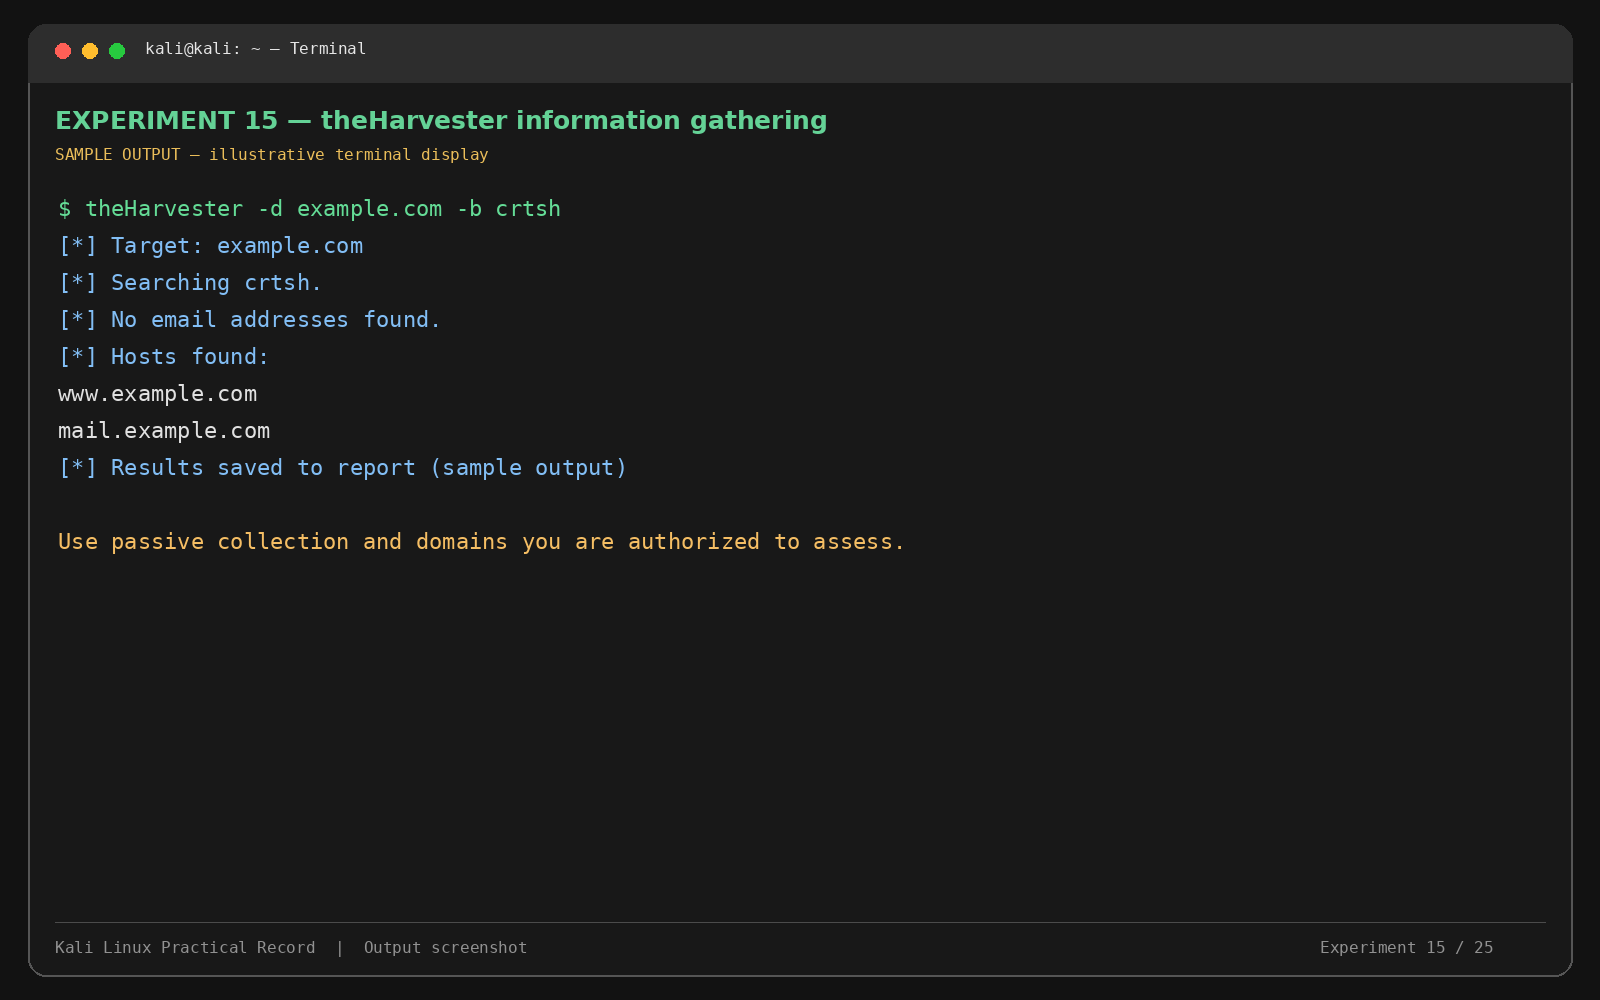 kali@kali: ~ — Terminal
EXPERIMENT 15 — theHarvester information gathering
SAMPLE OUTPUT — illustrative terminal display
$ theHarvester -d example.com -b crtsh
[*] Target: example.com
[*] Searching crtsh.
[*] No email addresses found.
[*] Hosts found:
www.example.com
mail.example.com
[*] Results saved to report (sample output)
Use passive collection and domains you are authorized to assess.
Kali Linux Practical Record | Output screenshot
Experiment 15 / 25